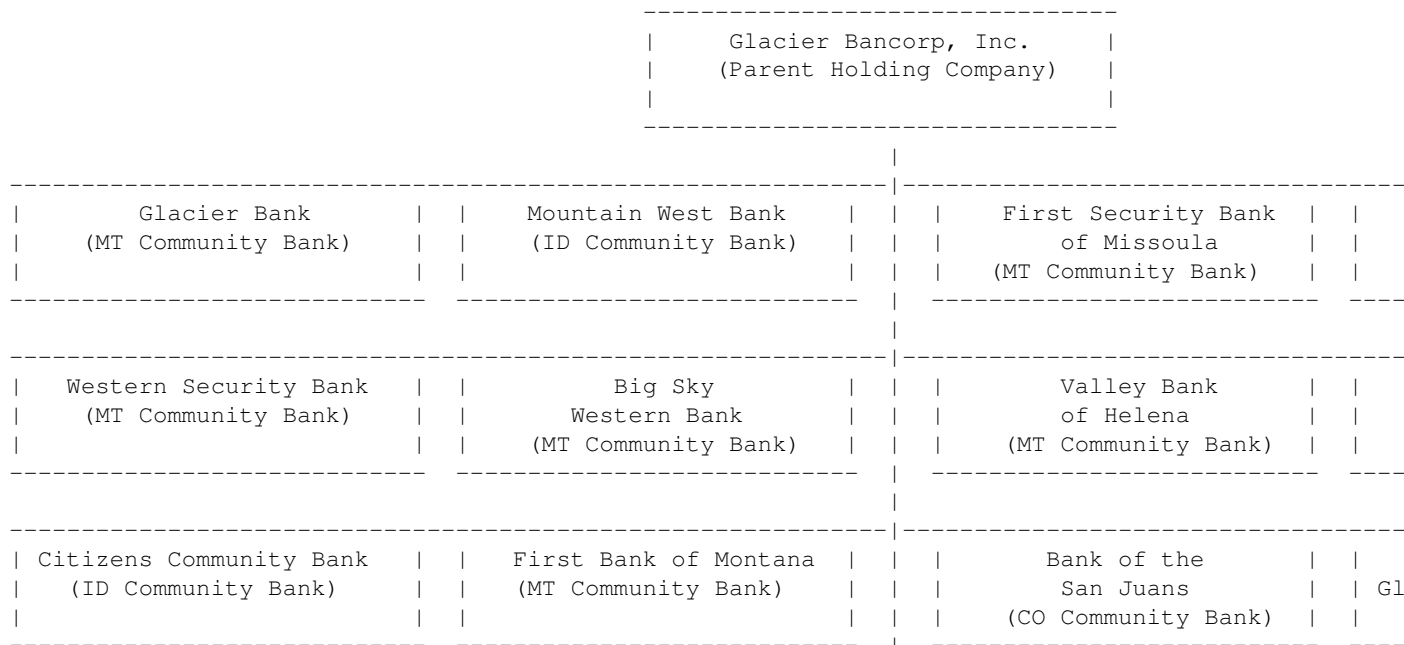 Glacier Bancorp, Inc.
(Parent Holding Company)
Glacier Bank Mountain West Bank First Security Bank
(MT Community Bank) (ID Community Bank) of Missoula
(MT Community Bank)
Western Security Bank Big Sky Valley Bank
(MT Community Bank) Western Bank of Helena
(MT Community Bank) (MT Community Bank)
Citizens Community Bank First Bank of Montana Bank of the
(ID Community Bank) (MT Community Bank) San Juans
(CO Community Bank)